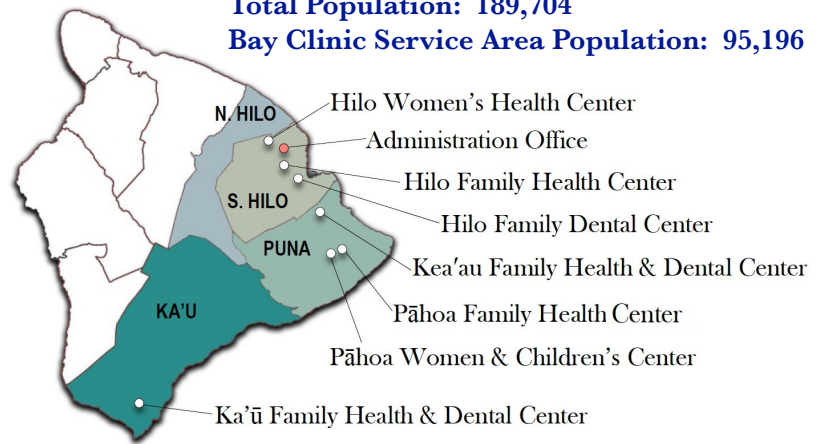 Total Population: 189,704
Bay Clinic Service Area Population: 95,196
N. HILO
Hilo Women's Health Center
Administration Office
Hilo Family Health Center
S. HILO
Hilo Family Dental Center
PUNA
Kea'au Family Health & Dental Center
KA'U
Pāhoa Family Health Center
Pāhoa Women & Children's Center
Ka'ū Family Health & Dental Center